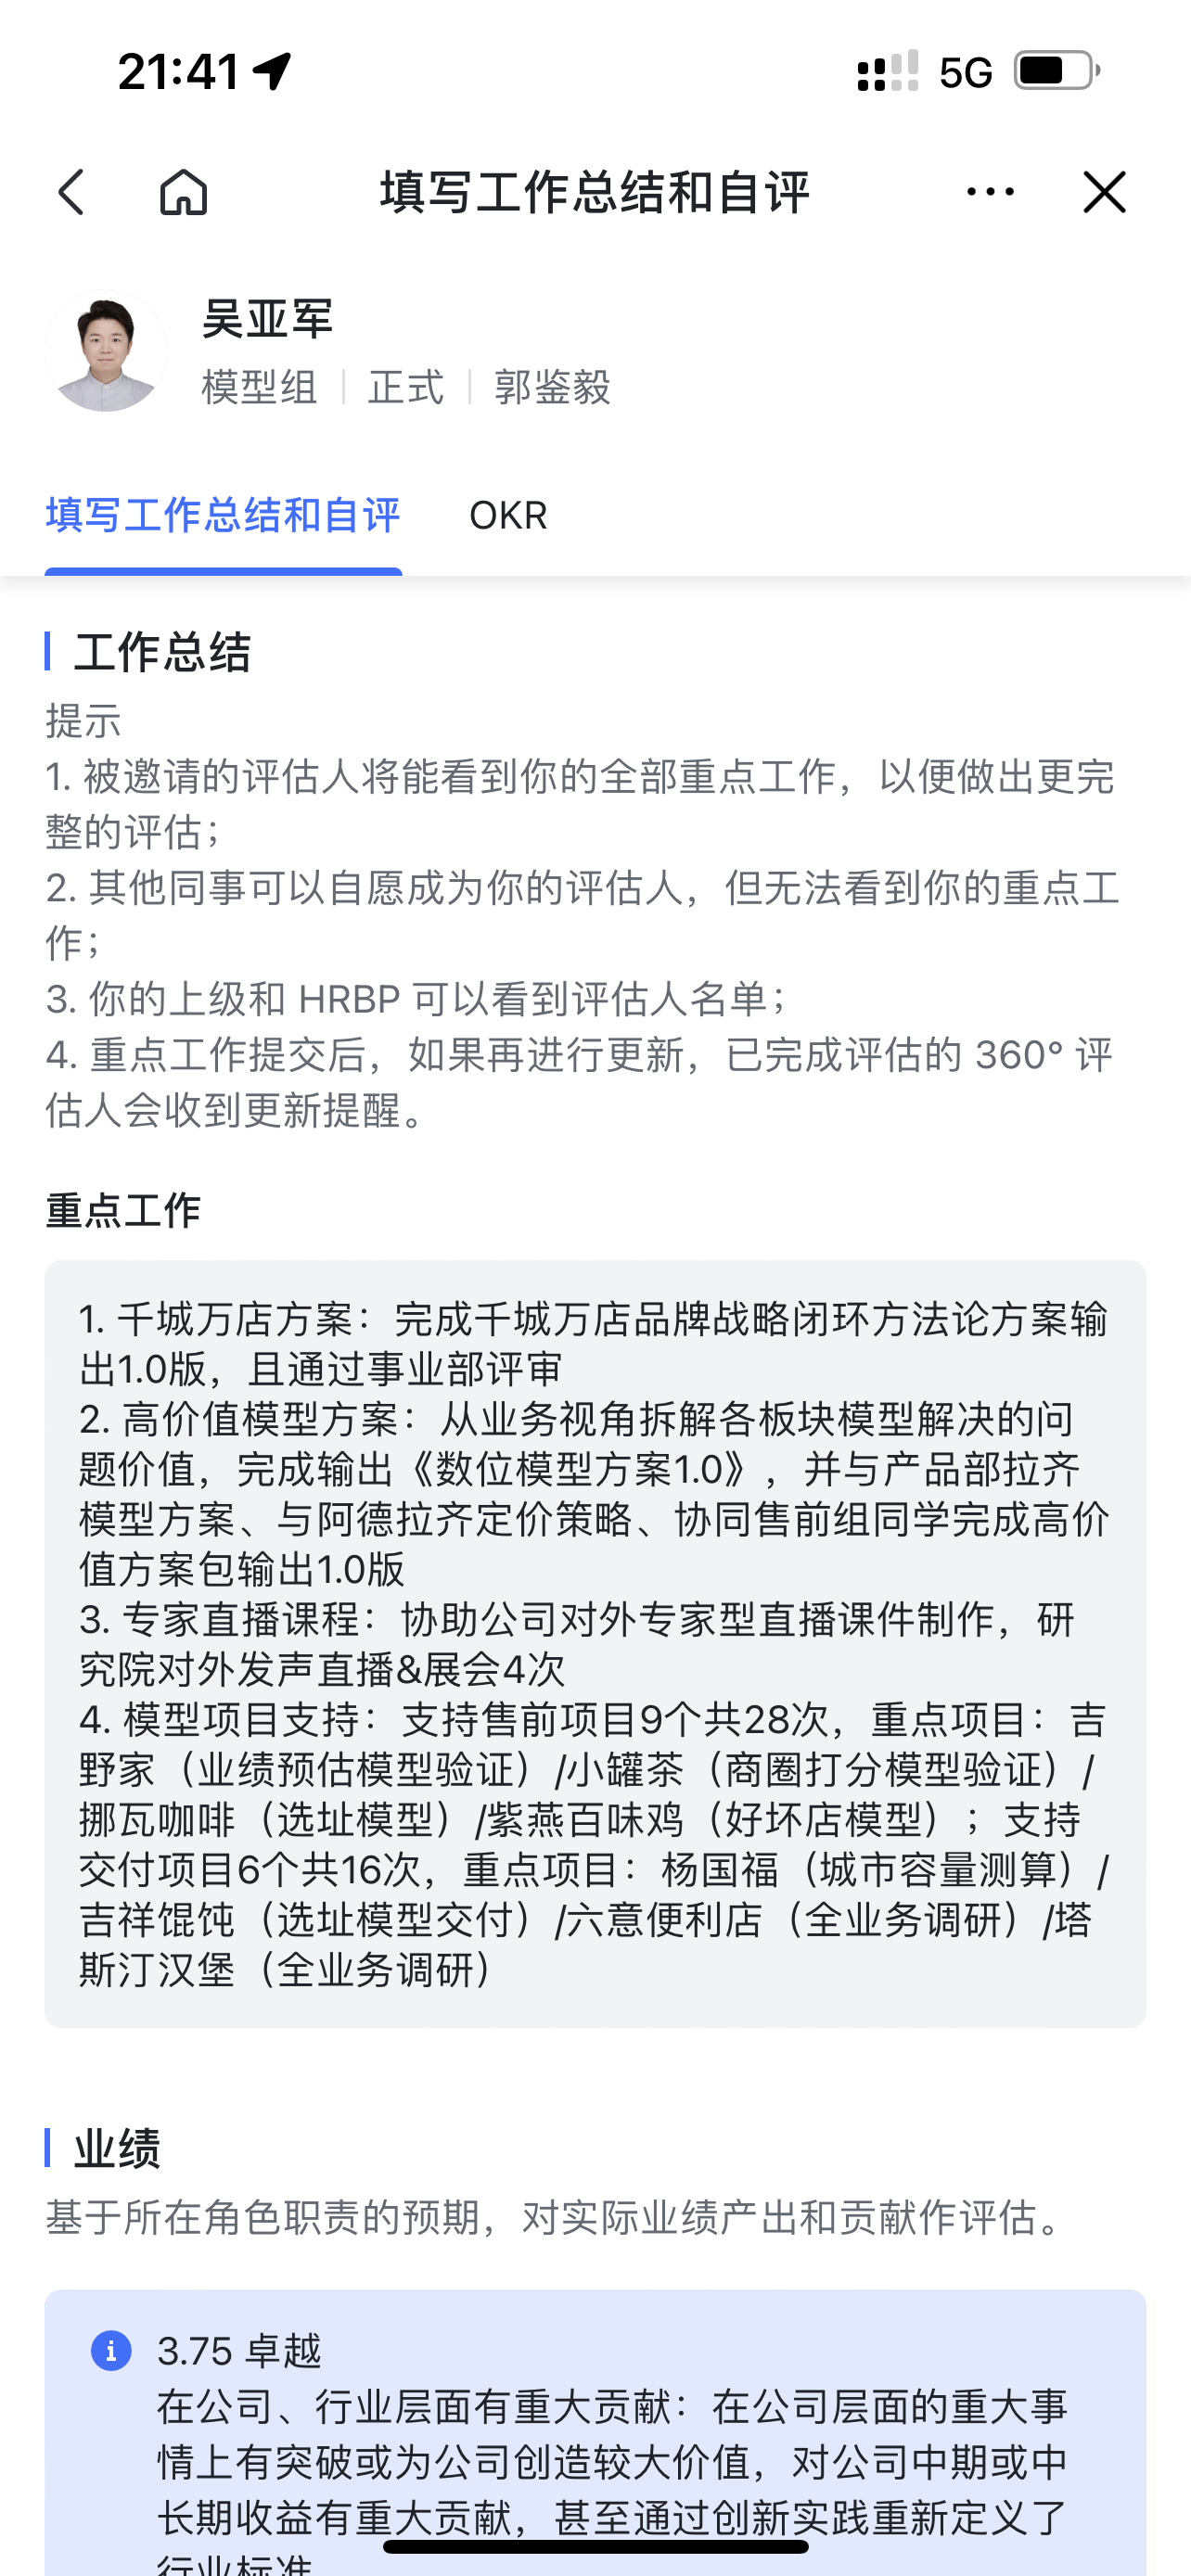 21:41
5G
填写工作总结和自评
吴亚军
模型组 | 正式 | 郭鉴毅
填写工作总结和自评
OKR
工作总结
提示
1. 被邀请的评估人将能看到你的全部重点工作，以便做出更完
整的评估；
2. 其他同事可以自愿成为你的评估人，但无法看到你的重点工
作；
3. 你的上级和 HRBP 可以看到评估人名单；
4. 重点工作提交后，如果再进行更新，已完成评估的 360° 评
估人会收到更新提醒。
重点工作
1. 千城万店方案：完成千城万店品牌战略闭环方法论方案输
出1.0版，且通过事业部评审
2. 高价值模型方案：从业务视角拆解各板块模型解决的问
题价值，完成输出《数位模型方案1.0》，并与产品部拉齐
模型方案、与阿德拉齐定价策略、协同售前组同学完成高价
值方案包输出1.0版
3. 专家直播课程：协助公司对外专家型直播课件制作，研
究院对外发声直播&展会4次
4. 模型项目支持：支持售前项目9个共28次，重点项目：吉
野家（业绩预估模型验证）/小罐茶（商圈打分模型验证）/
挪瓦咖啡（选址模型）/紫燕百味鸡（好坏店模型）；支持
交付项目6个共16次，重点项目：杨国福（城市容量测算）/
吉祥馄饨（选址模型交付）/六意便利店（全业务调研）/塔
斯汀汉堡（全业务调研）
业绩
基于所在角色职责的预期，对实际业绩产出和贡献作评估。
3.75 卓越
在公司、行业层面有重大贡献：在公司层面的重大事
情上有突破或为公司创造较大价值，对公司中期或中
长期收益有重大贡献，甚至通过创新实践重新定义了
行业标准